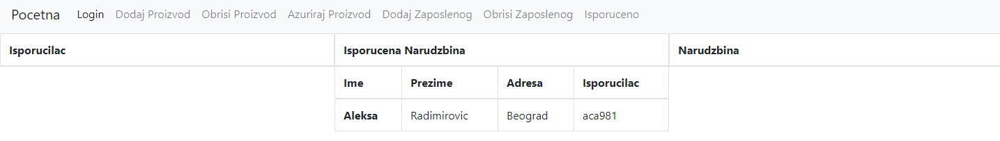 Pocetna Login Dodaj Proizvod Obrisi Proizvod Azuriraj Proizvod Dodaj Zaposlenog Obrisi Zaposlenog Isporuceno
Isporucilac Isporucena Narudzbina Narudzbina
Ime Prezime Adresa Isporucilac
Aleksa Radimirovic Beograd aca981